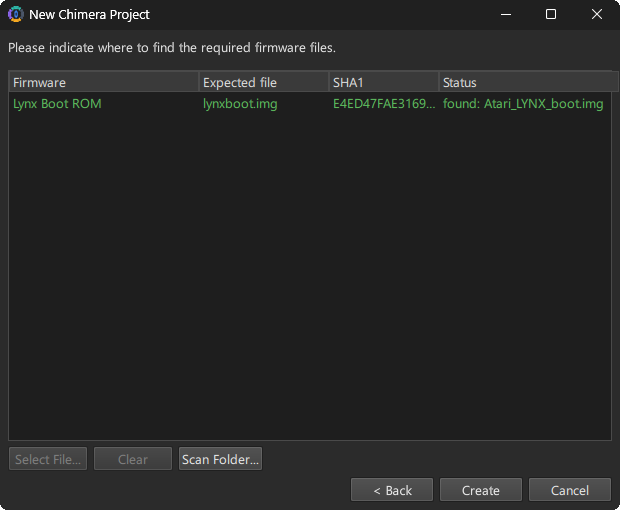 New Chimera Project
Please indicate where to find the required firmware files.
Firmware Expected file SHA1 Status
Lynx Boot ROM lynxboot.img E4ED47FAE3169... found: Atari_LYNX_boot.img
Select File... Clear Scan Folder...
< Back Create Cancel